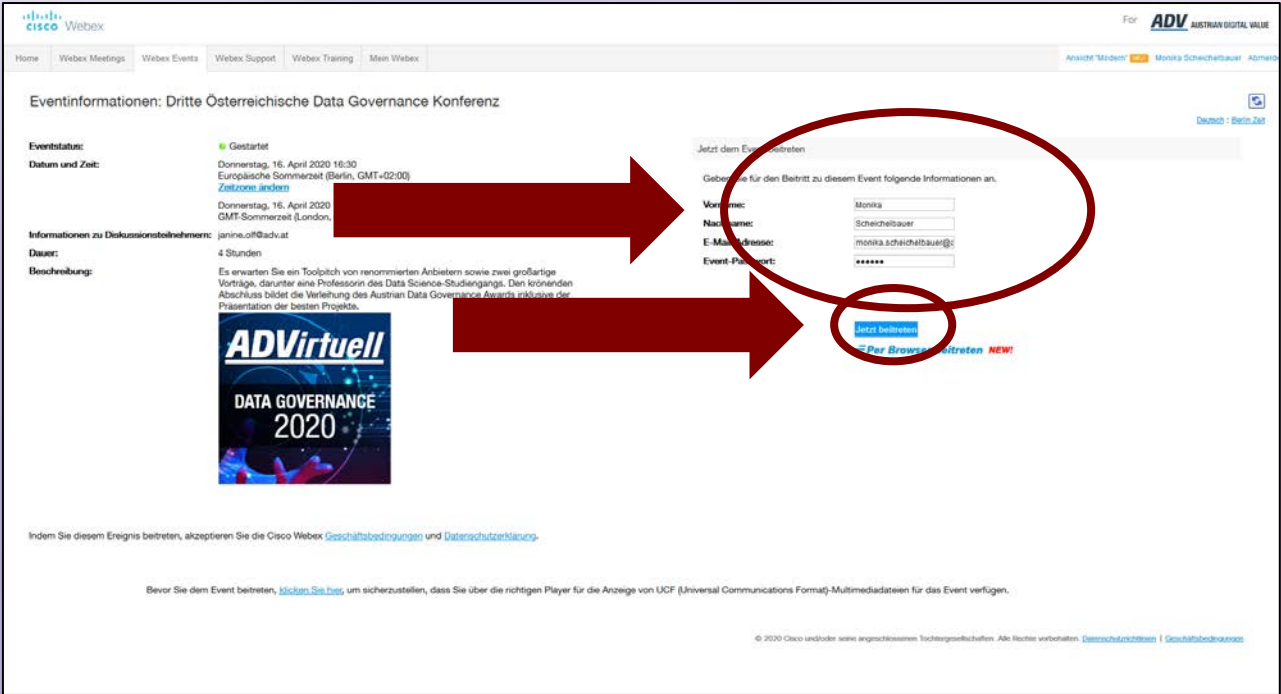 cisco Webex
For ADV AUSTRIAN DIGITAL VALUE
Home Webex Meetings Webex Events Webex Support Webex Training Mein Webex
Ansicht "Modern" Monika Scheichelbauer Abmelde
Eventinformationen: Dritte Österreichische Data Governance Konferenz
Deutsch : Berlin Zeit
Eventstatus: Gestartet
Datum und Zeit: Donnerstag, 16. April 2020 16:30
Europäische Sommerzeit (Berlin, GMT+02:00)
Zeitzone ändern
Donnerstag, 16. April 2020
GMT-Sommerzeit (London,
Informationen zu Diskussionsteilnehmern: janine.olf@adv.at
Dauer: 4 Stunden
Beschreibung: Es erwarten Sie ein Toolpitch von renommierten Anbietern sowie zwei großartige
Vorträge, darunter eine Professorin des Data Science-Studiengangs. Den krönenden
Abschluss bildet die Verleihung des Austrian Data Governance Awards inklusive der
Präsentation der besten Projekte.
ADVirtuell
DATA GOVERNANCE
2020
Jetzt dem Event beitreten
Geben Sie für den Beitritt zu diesem Event folgende Informationen an.
Vorname: Monika
Nachname: Scheichelbauer
E-Mail-Adresse: monika.scheichelbauer@
Event-Passwort: ••••••
Jetzt beitreten
Per Browser beitreten NEW!
Indem Sie diesem Ereignis beitreten, akzeptieren Sie die Cisco Webex Geschäftsbedingungen und Datenschutzerklärung.
Bevor Sie dem Event beitreten, klicken Sie hier, um sicherzustellen, dass Sie über die richtigen Player für die Anzeige von UCF (Universal Communications Format)-Multimediadateien für das Event verfügen.
© 2020 Cisco und/oder seine angeschlossenen Tochtergesellschaften. Alle Rechte vorbehalten. Datenschutzrichtlinien | Geschäftsbedingungen